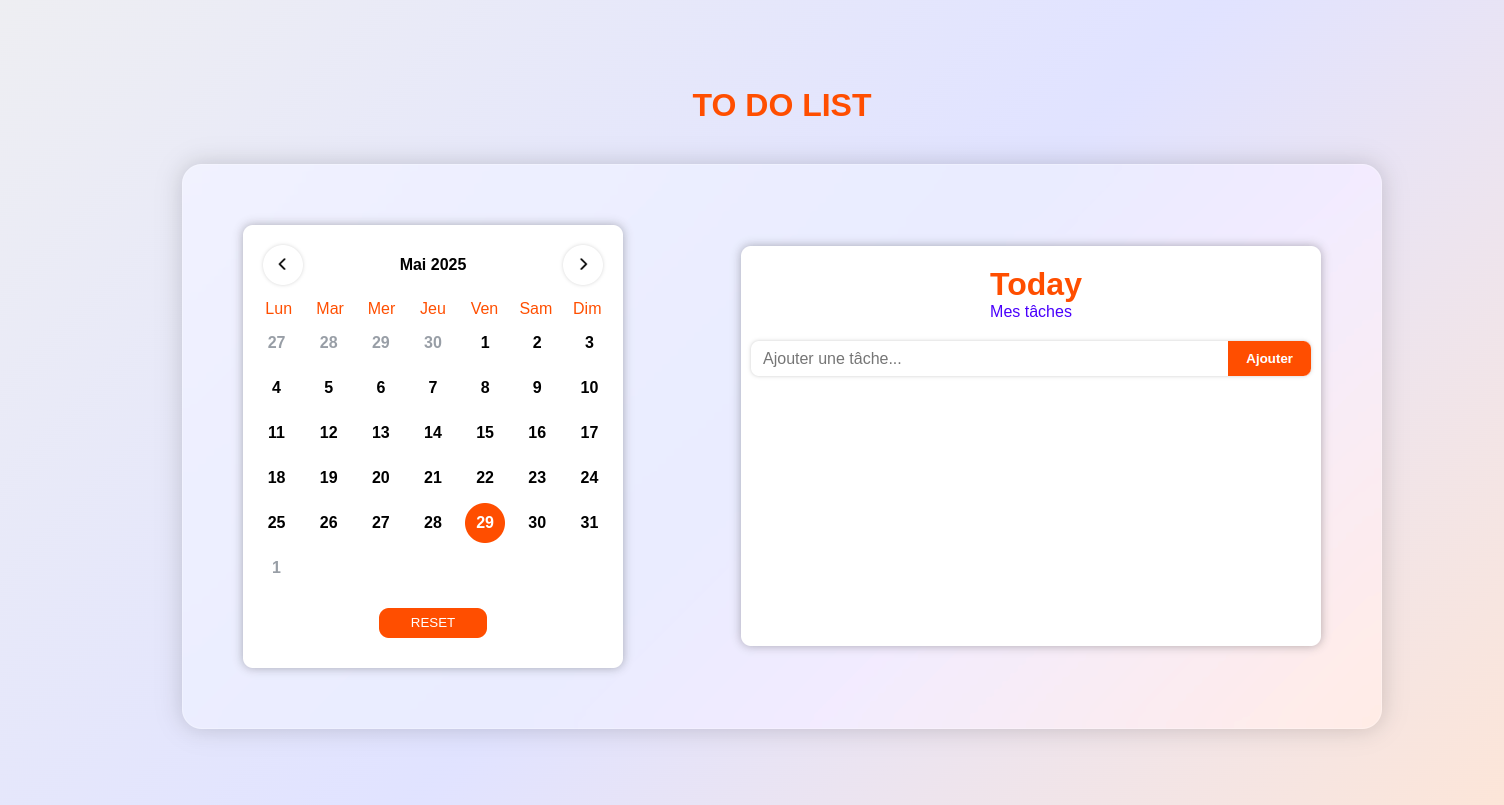 TO DO LIST
Mai 2025
Lun Mar Mer Jeu Ven Sam Dim
27 28 29 30 1 2 3
4 5 6 7 8 9 10
11 12 13 14 15 16 17
18 19 20 21 22 23 24
25 26 27 28 29 30 31
1
RESET
Today
Mes tâches
Ajouter une tâche... Ajouter